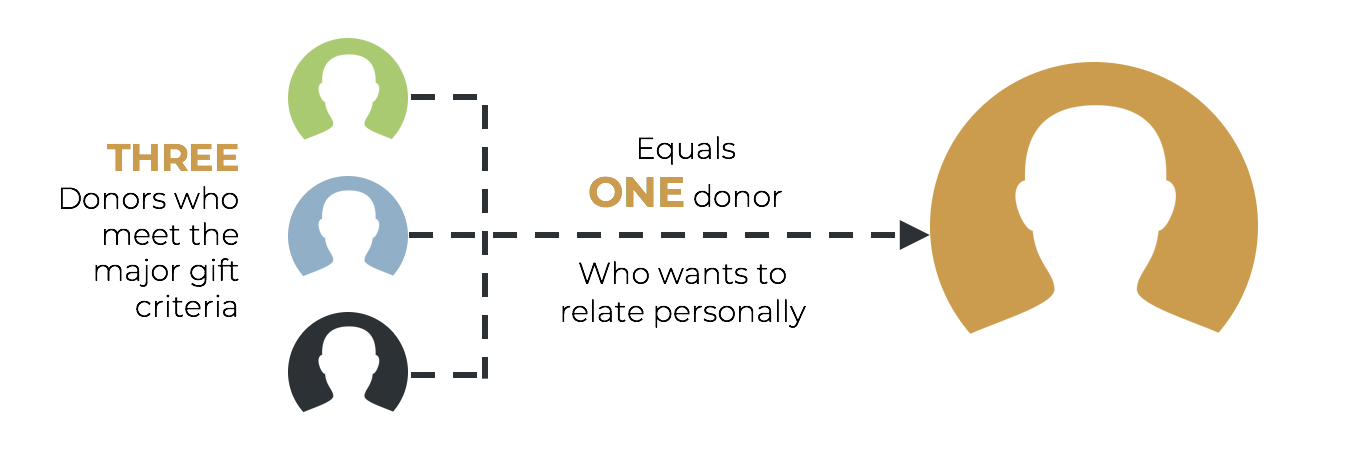 THREE
Donors who
meet the
major gift
criteria
Equals
ONE donor
Who wants to
relate personally